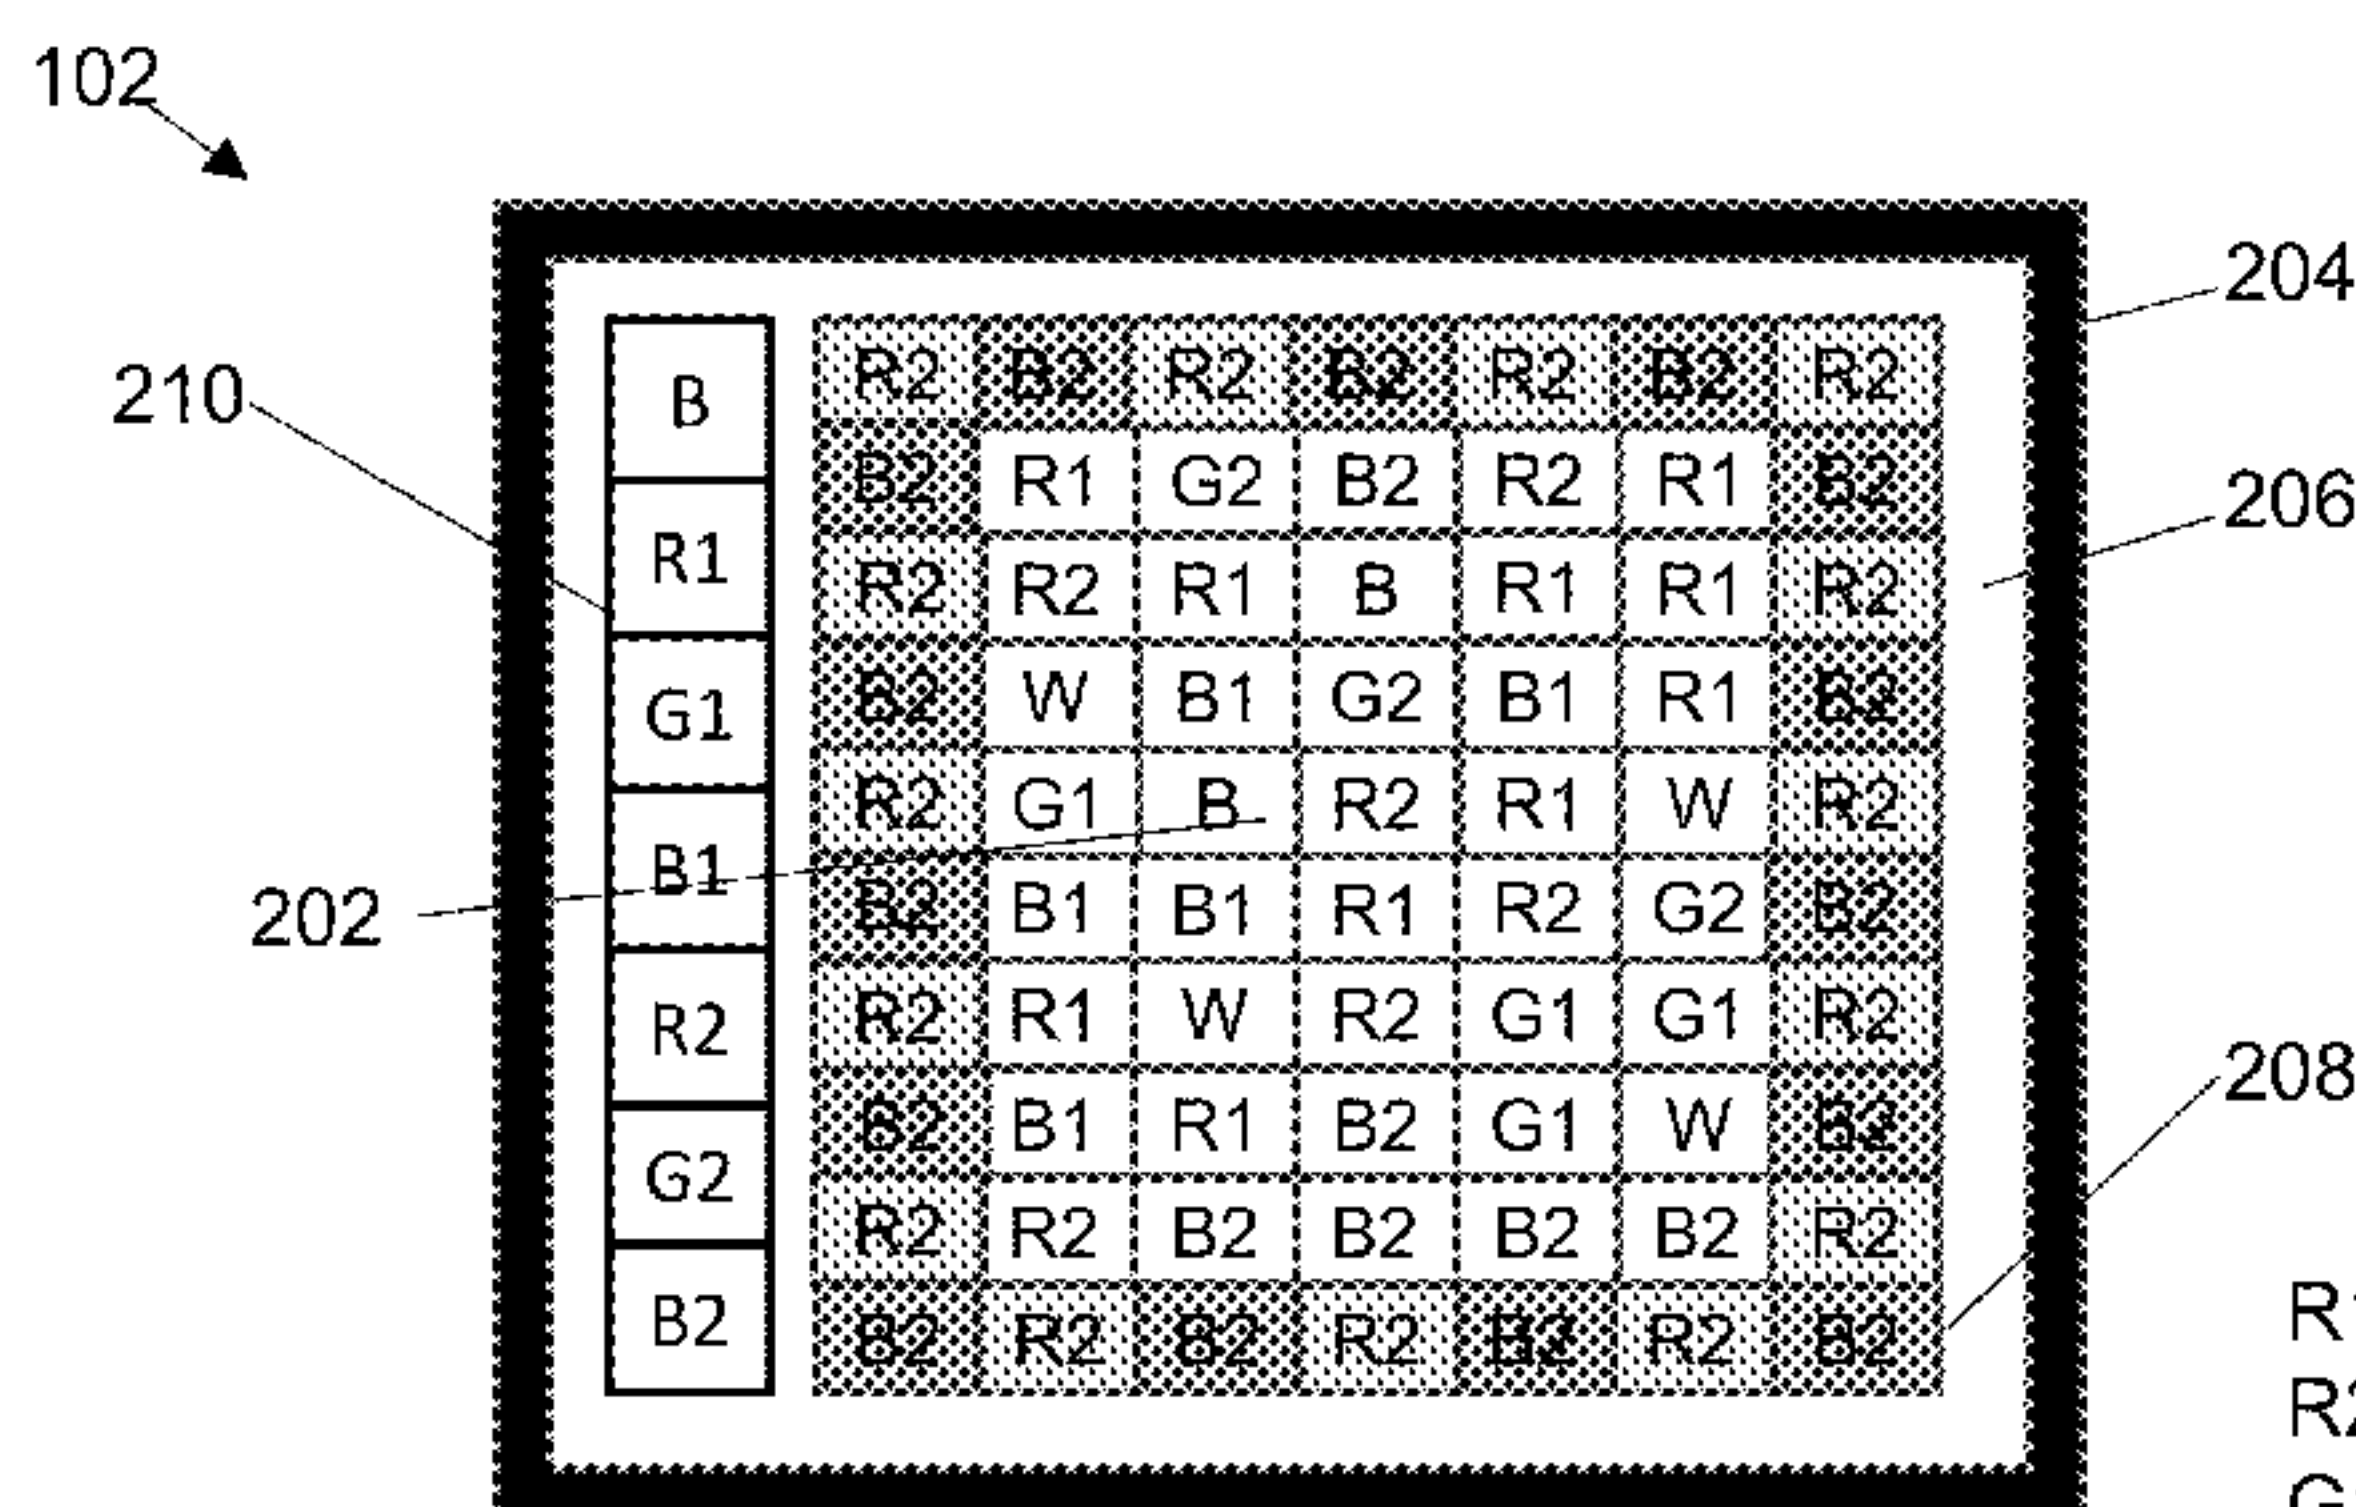 102
204
R2 B2 R2 B2 R2 B2 R2
B
210
B2 R1 G2 B2 R2 R1 B2
206
R1
R2 R2 R1 B R1 R1 R2
G1
B2 W B1 G2 B1 R1 B2
R2 G1 B R2 R1 W R2
B1
202
B2 B1 B1 R1 R2 G2 B2
R2
R2 R1 W R2 G1 G1 R2
208
B2 B1 R1 B2 G1 W B2
G2
R2 R2 B2 B2 B2 B2 R2
B2
B2 R2 B2 R2 B2 R2 B2